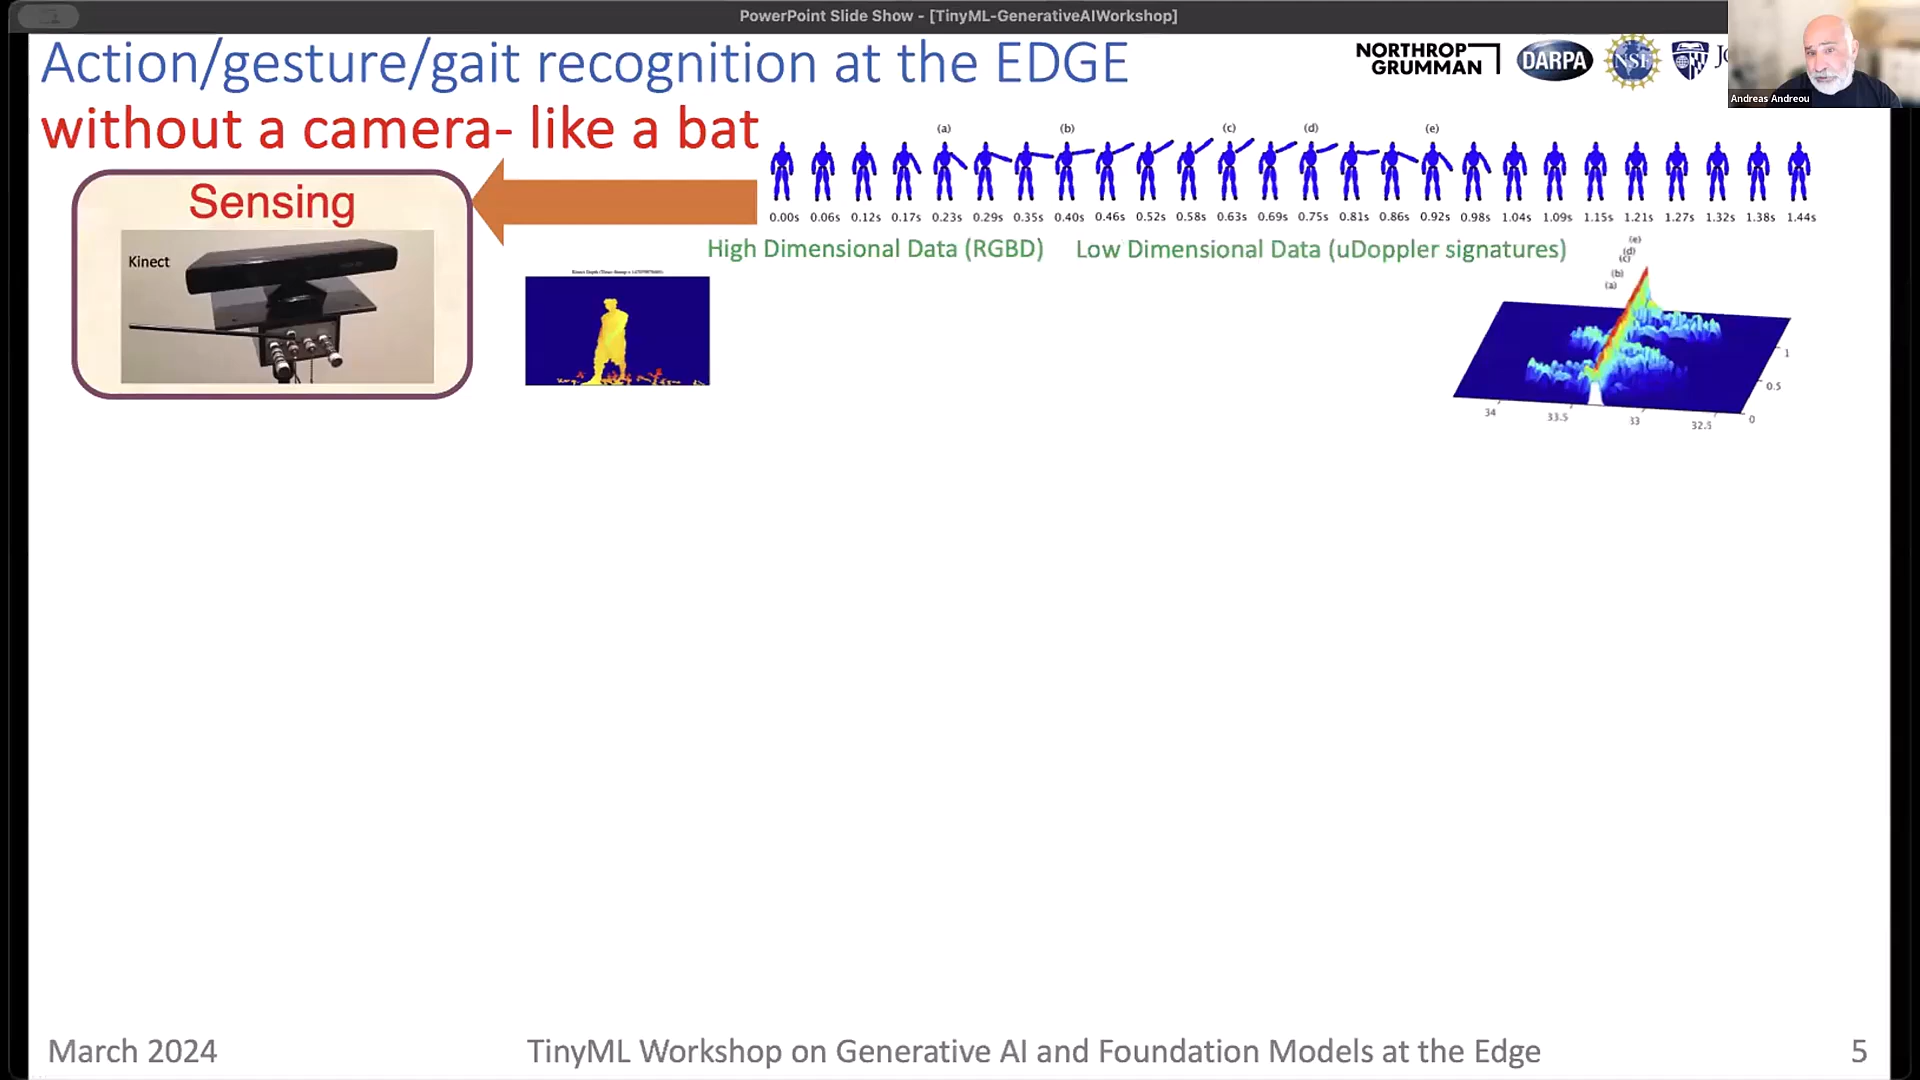 PowerPoint Slide Show - [TinyML-GenerativeAIWorkshop]
Action/gesture/gait recognition at the EDGE
without a camera- like a bat
NORTHROP
GRUMMAN
DARPA
NSF
Andreas Andreou
(a) (b) (c) (d) (e)
0.00s 0.06s 0.12s 0.17s 0.23s 0.29s 0.35s 0.40s 0.46s 0.52s 0.58s 0.63s 0.69s 0.75s 0.81s 0.86s 0.92s 0.98s 1.04s 1.09s 1.15s 1.21s 1.27s 1.32s 1.38s 1.44s
Sensing
Kinect
High Dimensional Data (RGBD) Low Dimensional Data (uDoppler signatures)
(e)
(d)
(c)
(b)
(a)
1
0.5
0
34 33.5 33 32.5
March 2024 TinyML Workshop on Generative AI and Foundation Models at the Edge 5